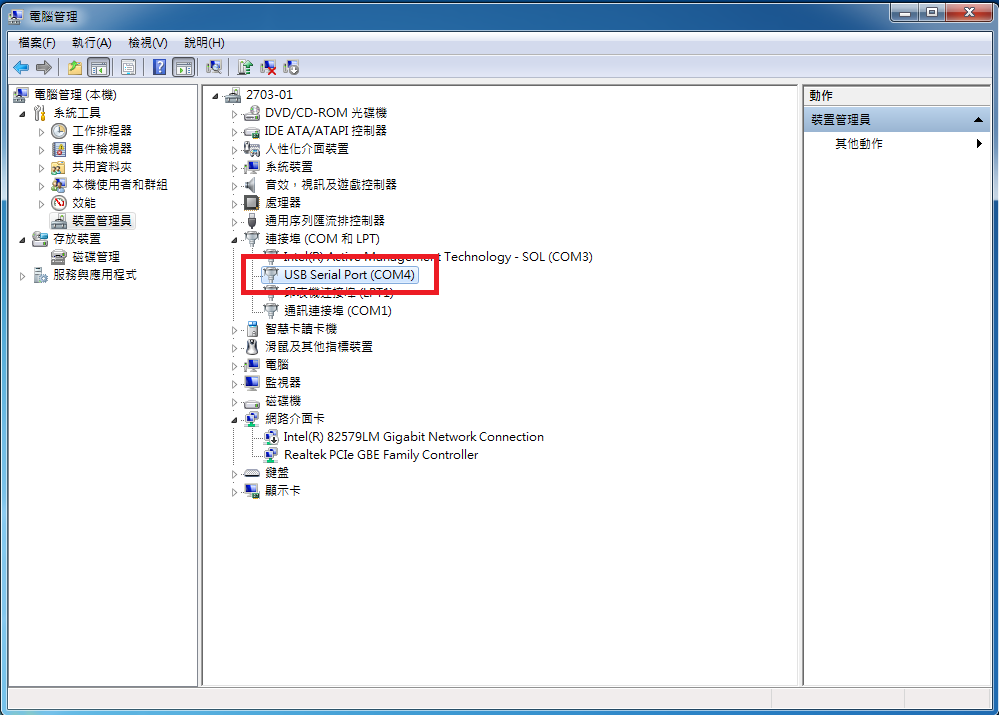 電腦管理
檔案(F) 執行(A) 檢視(V) 說明(H)
電腦管理 (本機)
系統工具
工作排程器
事件檢視器
共用資料夾
本機使用者和群組
效能
裝置管理員
存放裝置
磁碟管理
服務與應用程式
2703-01
DVD/CD-ROM 光碟機
IDE ATA/ATAPI 控制器
人性化介面裝置
系統裝置
音效，視訊及遊戲控制器
處理器
通用序列匯流排控制器
連接埠 (COM 和 LPT)
Intel(R) Active Management Technology - SOL (COM3)
USB Serial Port (COM4)
印表機連接埠 (LPT1)
通訊連接埠 (COM1)
智慧卡讀卡機
滑鼠及其他指標裝置
電腦
監視器
磁碟機
網路介面卡
Intel(R) 82579LM Gigabit Network Connection
Realtek PCIe GBE Family Controller
鍵盤
顯示卡
動作
裝置管理員
其他動作